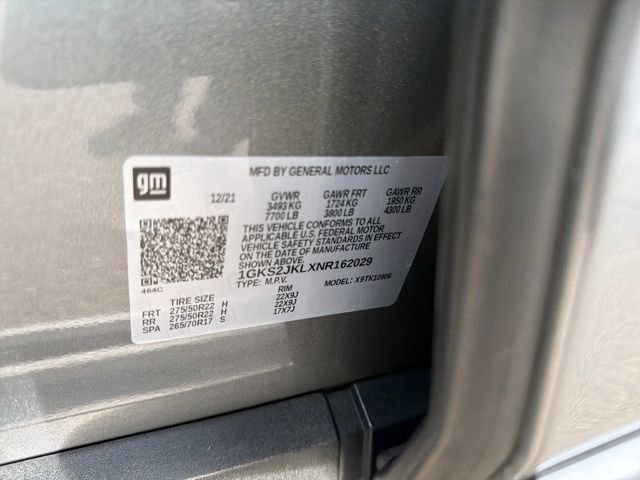 gm
MFD BY GENERAL MOTORS LLC
12/21 GVWR GAWR FRT GAWR RR
3493 KG 1724 KG 1950 KG
7700 LB 3800 LB 4300 LB
THIS VEHICLE CONFORMS TO ALL
APPLICABLE U.S. FEDERAL MOTOR
VEHICLE SAFETY STANDARDS IN EFFECT
ON THE DATE OF MANUFACTURE
SHOWN ABOVE.
1GKS2JKLXNR162029
TYPE: M.P.V. MODEL: X9TK10906
464C
TIRE SIZE RIM
FRT 275/50R22 H 22X9J
RR 275/50R22 H 22X9J
SPA 265/70R17 S 17X7J